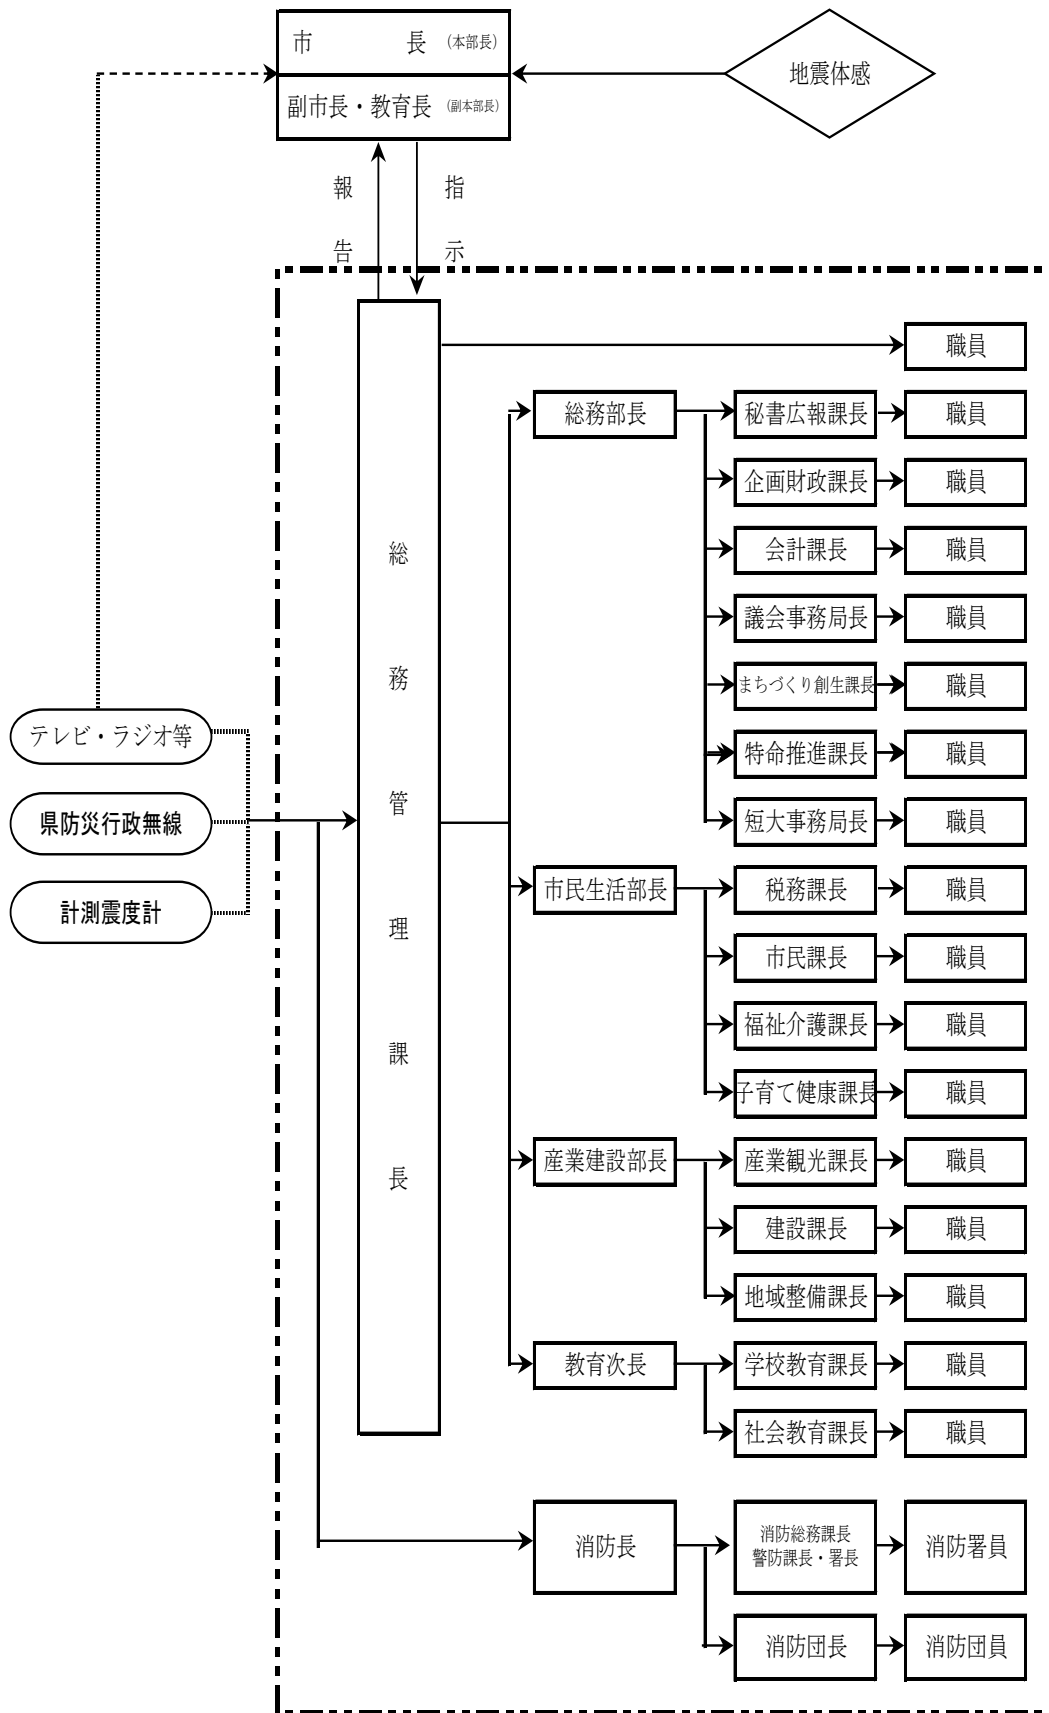 市　長 (本部長)
副市長・教育長 (副本部長)
地震体感
報告
指示
総務管理課長
職員
総務部長
秘書広報課長
職員
企画財政課長
職員
会計課長
職員
議会事務局長
職員
まちづくり創生課長
職員
特命推進課長
職員
短大事務局長
職員
テレビ・ラジオ等
県防災行政無線
計測震度計
市民生活部長
税務課長
職員
市民課長
職員
福祉介護課長
職員
子育て健康課長
職員
産業建設部長
産業観光課長
職員
建設課長
職員
地域整備課長
職員
教育次長
学校教育課長
職員
社会教育課長
職員
消防長
消防総務課長
警防課長・署長
消防署員
消防団長
消防団員